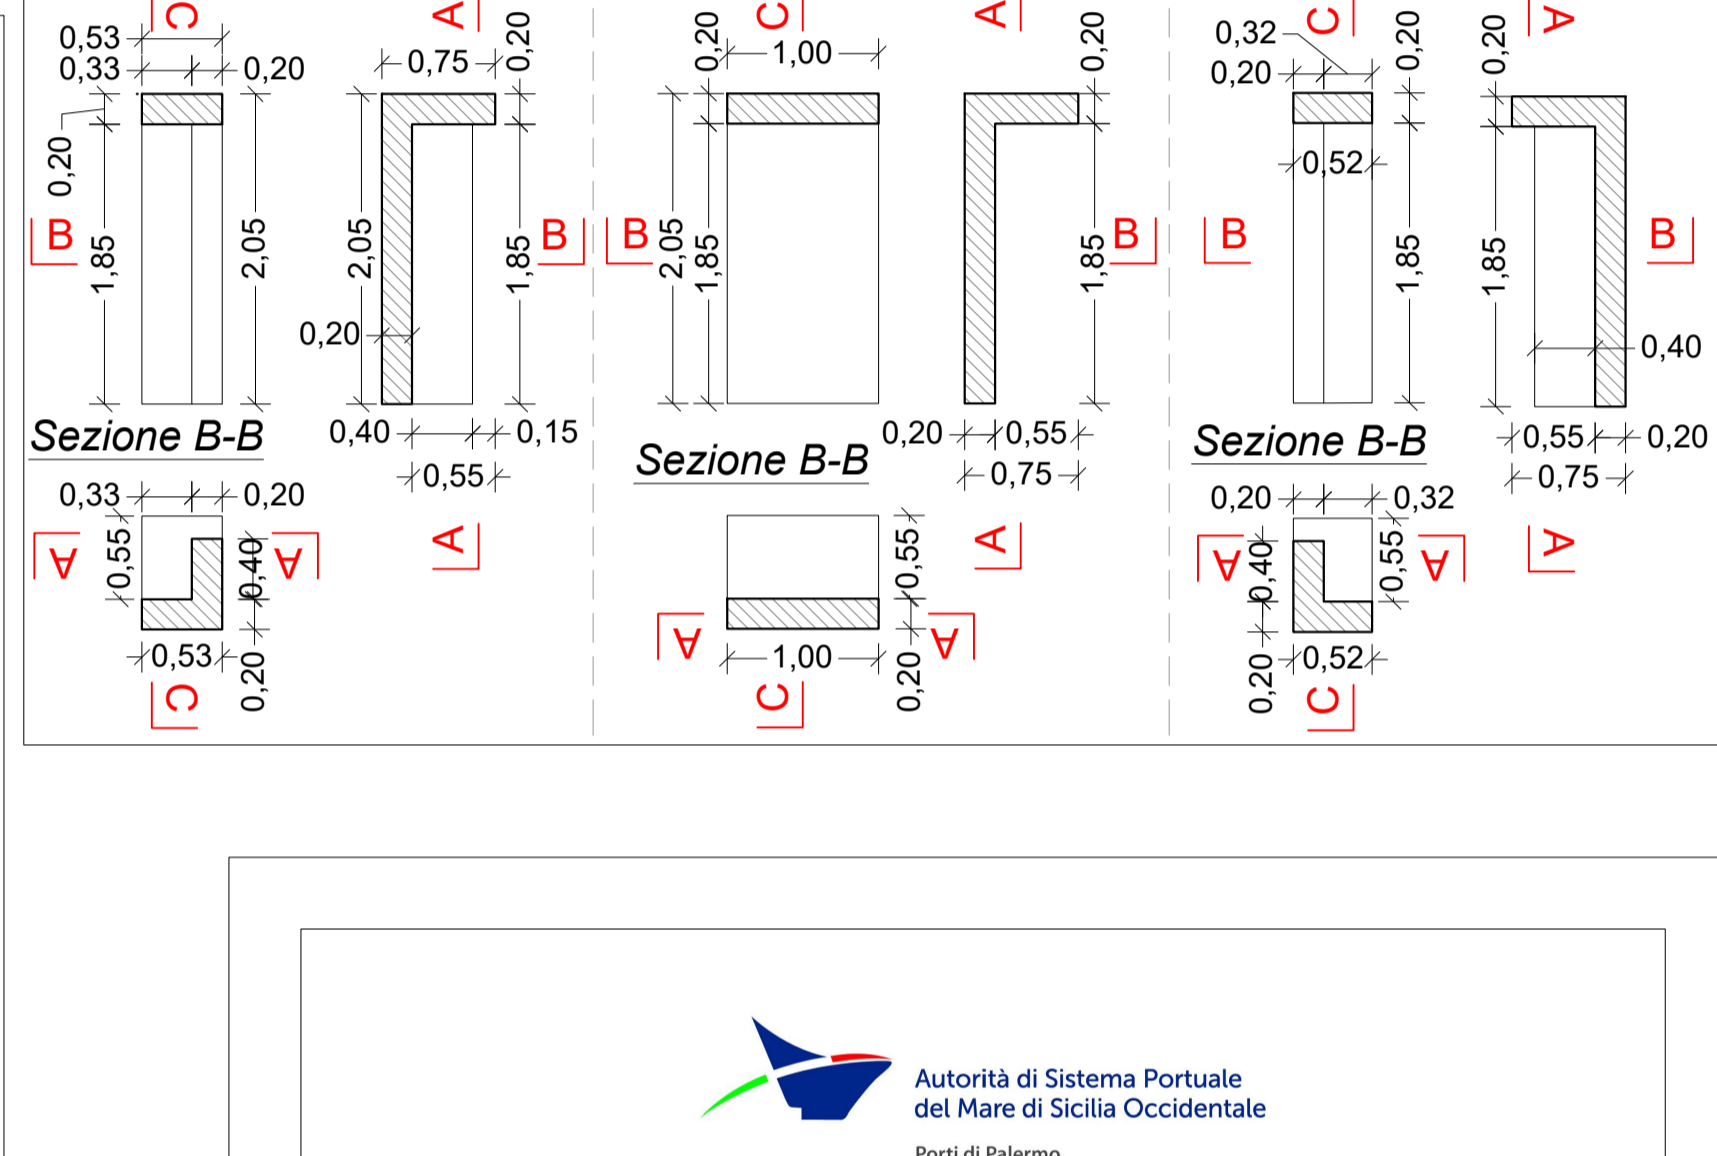 C
A
C
A
C
A
0,53
0,33
0,20
0,20
1,85
2,05
B
0,75
0,20
2,05
1,85
0,20
B
0,40
0,15
0,55
Sezione B-B
0,33
0,20
0,55
0,40
A
A
0,53
0,20
C
A
1,00
0,20
2,05
1,85
B
0,20
1,85
B
0,20
0,55
0,75
Sezione B-B
0,55
A
A
1,00
0,20
C
A
0,32
0,20
0,20
0,52
1,85
B
0,20
1,85
0,40
B
0,55
0,20
0,75
Sezione B-B
0,20
0,32
0,40
0,55
A
A
0,20
0,52
C
A
Autorità di Sistema Portuale
del Mare di Sicilia Occidentale
Porti di Palermo